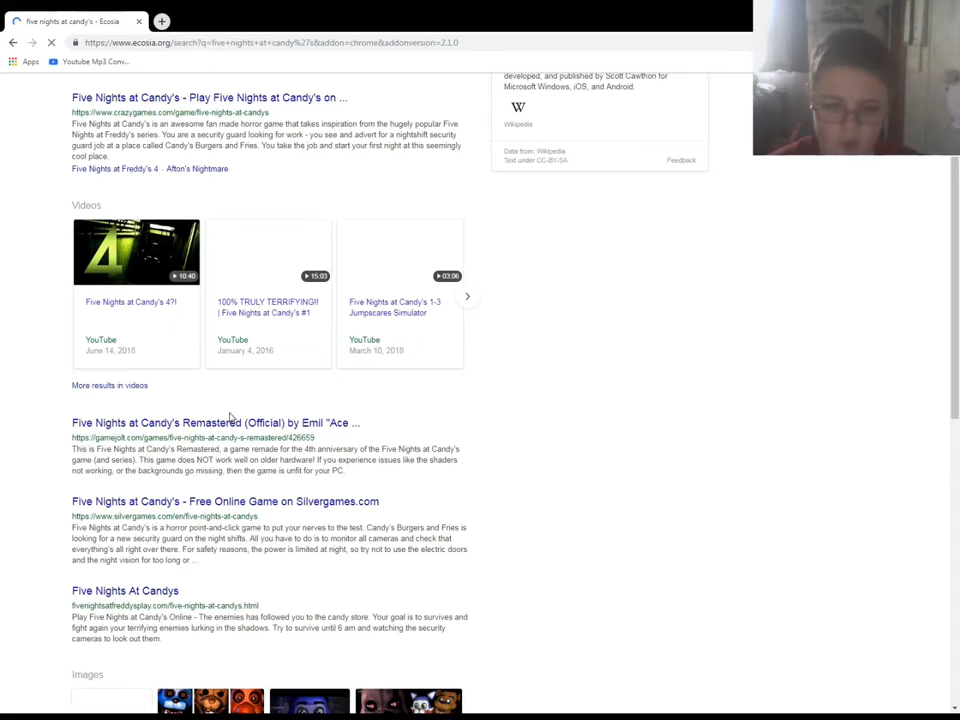 five nights at candy's - Ecosia
https://www.ecosia.org/search?q=five+nights+at+candy%27s&addon=chrome&addonversion=2.1.0
Apps
Youtube Mp3 Conv...
Five Nights at Candy's - Play Five Nights at Candy's on ...
https://www.crazygames.com/game/five-nights-at-candys
Five Nights at Candy's is an awesome fan made horror game that takes inspiration from the hugely popular Five
Nights at Freddy's series. You are a security guard looking for work - you see and advert for a nightshift security
guard job at a place called Candy's Burgers and Fries. You take the job and start your first night at this seemingly
cool place.
Five Nights at Freddy's 4 · Afton's Nightmare
developed, and published by Scott Cawthon for
Microsoft Windows, iOS, and Android.
W
Wikipedia
Data from: Wikipedia
Text under CC-BY-SA
Feedback
Videos
4
10:40
15:03
03:06
Five Nights at Candy's 4?!
YouTube
June 14, 2018
100% TRULY TERRIFYING!!
| Five Nights at Candy's #1
YouTube
January 4, 2016
Five Nights at Candy's 1-3
Jumpscares Simulator
YouTube
March 10, 2018
More results in videos
Five Nights at Candy's Remastered (Official) by Emil "Ace ...
https://gamejolt.com/games/five-nights-at-candy-s-remastered/426659
This is Five Nights at Candy's Remastered, a game remade for the 4th anniversary of the Five Nights at Candy's
game (and series). This game does NOT work well on older hardware! If you experience issues like the shaders
not working, or the backgrounds go missing, then the game is unfit for your PC.
Five Nights at Candy's - Free Online Game on Silvergames.com
https://www.silvergames.com/en/five-nights-at-candys
Five Nights at Candy's is a horror point-and-click game to put your nerves to the test. Candy's Burgers and Fries is
looking for a new security guard on the night shifts. All you have to do is to monitor all cameras and check that
everything's all right over there. For safety reasons, the power is limited at night, so try not to use the electric doors
and the night vision for too long or ...
Five Nights At Candys
fivenightsatfreddysplay.com/five-nights-at-candys.html
Play Five Nights at Candy's Online - The enemies has followed you to the candy store. Your goal is to survives and
fight again your terrifying enemies lurking in the shadows. Try to survive until 6 am and watching the security
cameras to look out them.
Images